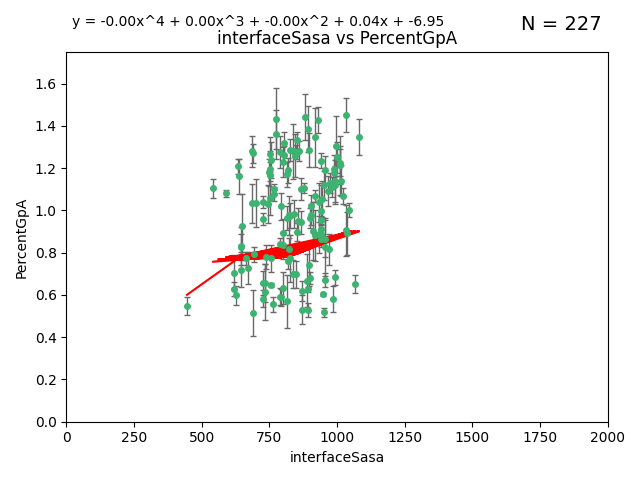 y = -0.00x^4 + 0.00x^3 + -0.00x^2 + 0.04x + -6.95
N = 227
interfaceSasa vs PercentGpA
PercentGpA
1.6
1.4
1.2
1.0
0.8
0.6
0.4
0.2
0.0
0 250 500 750 1000 1250 1500 1750 2000
interfaceSasa